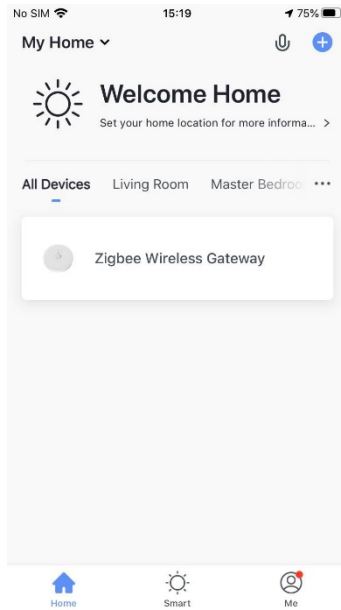 No SIM 15:19 75%
My Home
Welcome Home
Set your home location for more informa... >
All Devices Living Room Master Bedroo ...
Zigbee Wireless Gateway
Home Smart Me